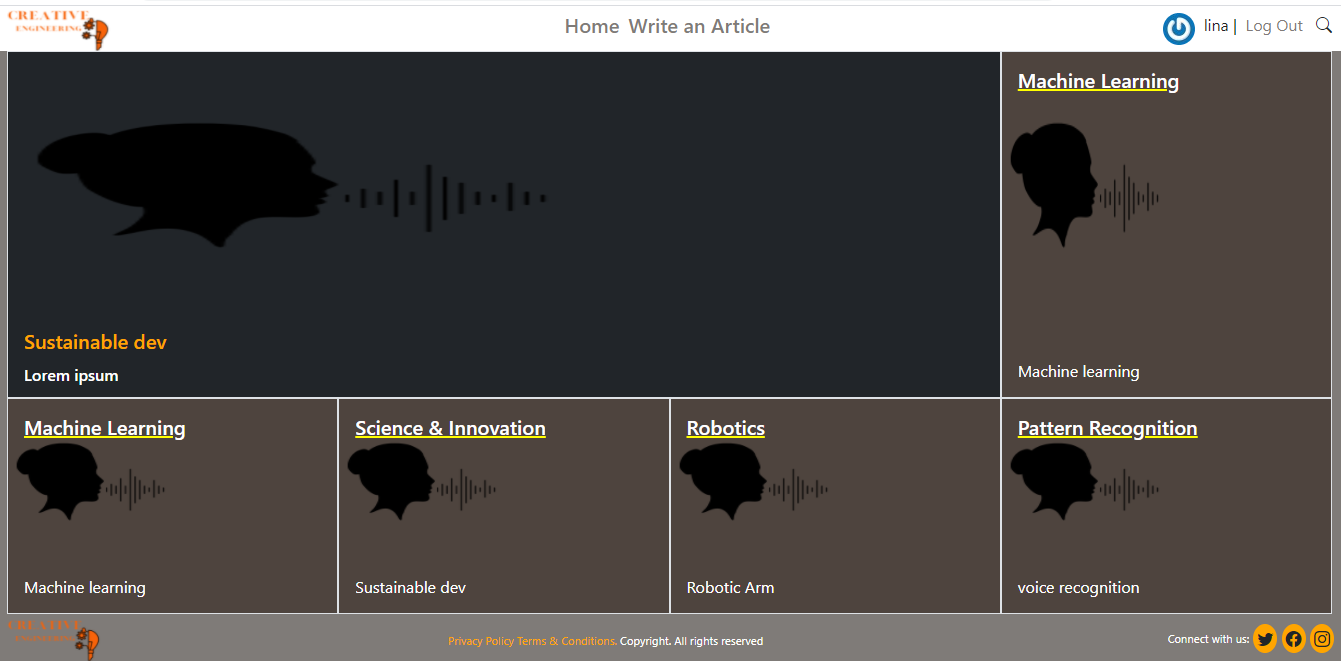 CREATIVE
ENGINEERING
Home Write an Article
lina | Log Out
Machine Learning
Sustainable dev
Lorem ipsum
Machine learning
Machine Learning
Machine learning
Science & Innovation
Sustainable dev
Robotics
Robotic Arm
Pattern Recognition
voice recognition
CREATIVE
ENGINEERING
Privacy Policy Terms & Conditions. Copyright. All rights reserved
Connect with us: